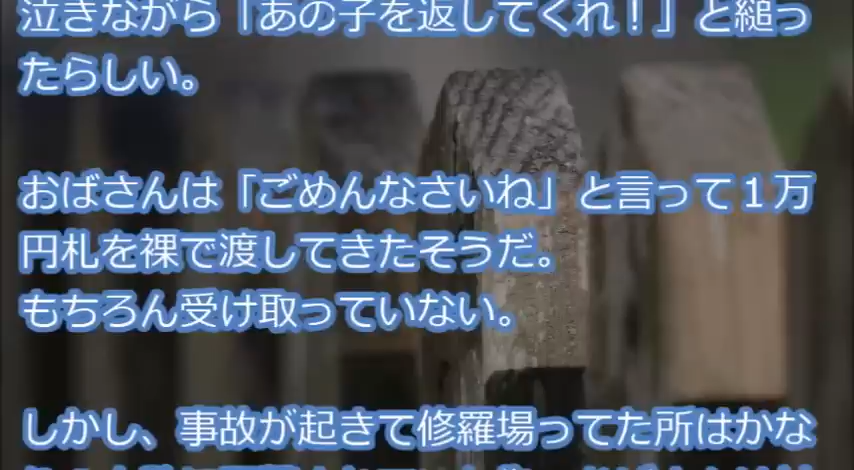 泣きながら「あの子を返してくれ！」と縋っ
たらしい。
おばさんは「ごめんなさいね」と言って１万
円札を裸で渡してきたそうだ。
もちろん受け取っていない。
しかし、事故が起きて修羅場ってた所はかな